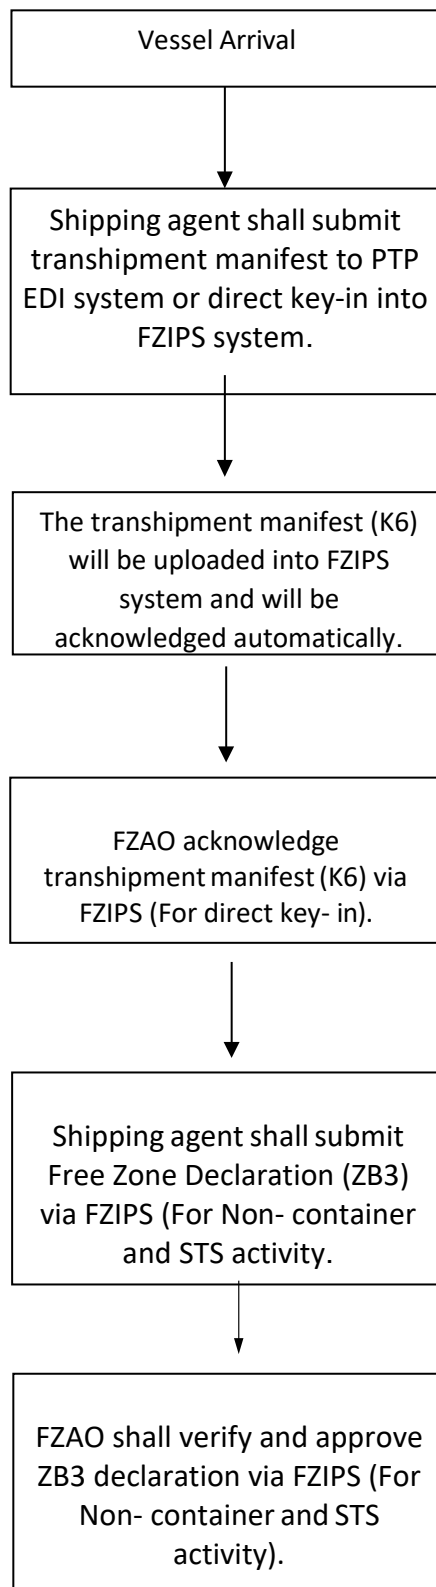 Vessel Arrival
Shipping agent shall submit
transhipment manifest to PTP
EDI system or direct key-in into
FZIPS system.
The transhipment manifest (K6)
will be uploaded into FZIPS
system and will be
acknowledged automatically.
FZAO acknowledge
transhipment manifest (K6) via
FZIPS (For direct key- in).
Shipping agent shall submit
Free Zone Declaration (ZB3)
via FZIPS (For Non- container
and STS activity.
FZAO shall verify and approve
ZB3 declaration via FZIPS (For
Non- container and STS
activity).